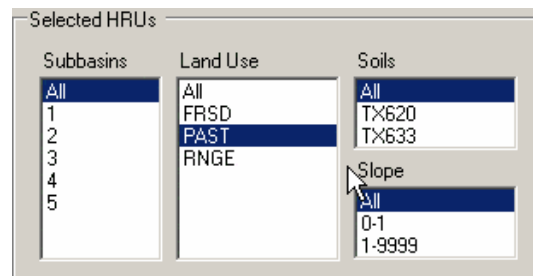 Selected HRUs
Subbasins
All
1
2
3
4
5
Land Use
All
FRSD
PAST
RNGE
Soils
All
TX620
TX633
Slope
All
0-1
1-9999